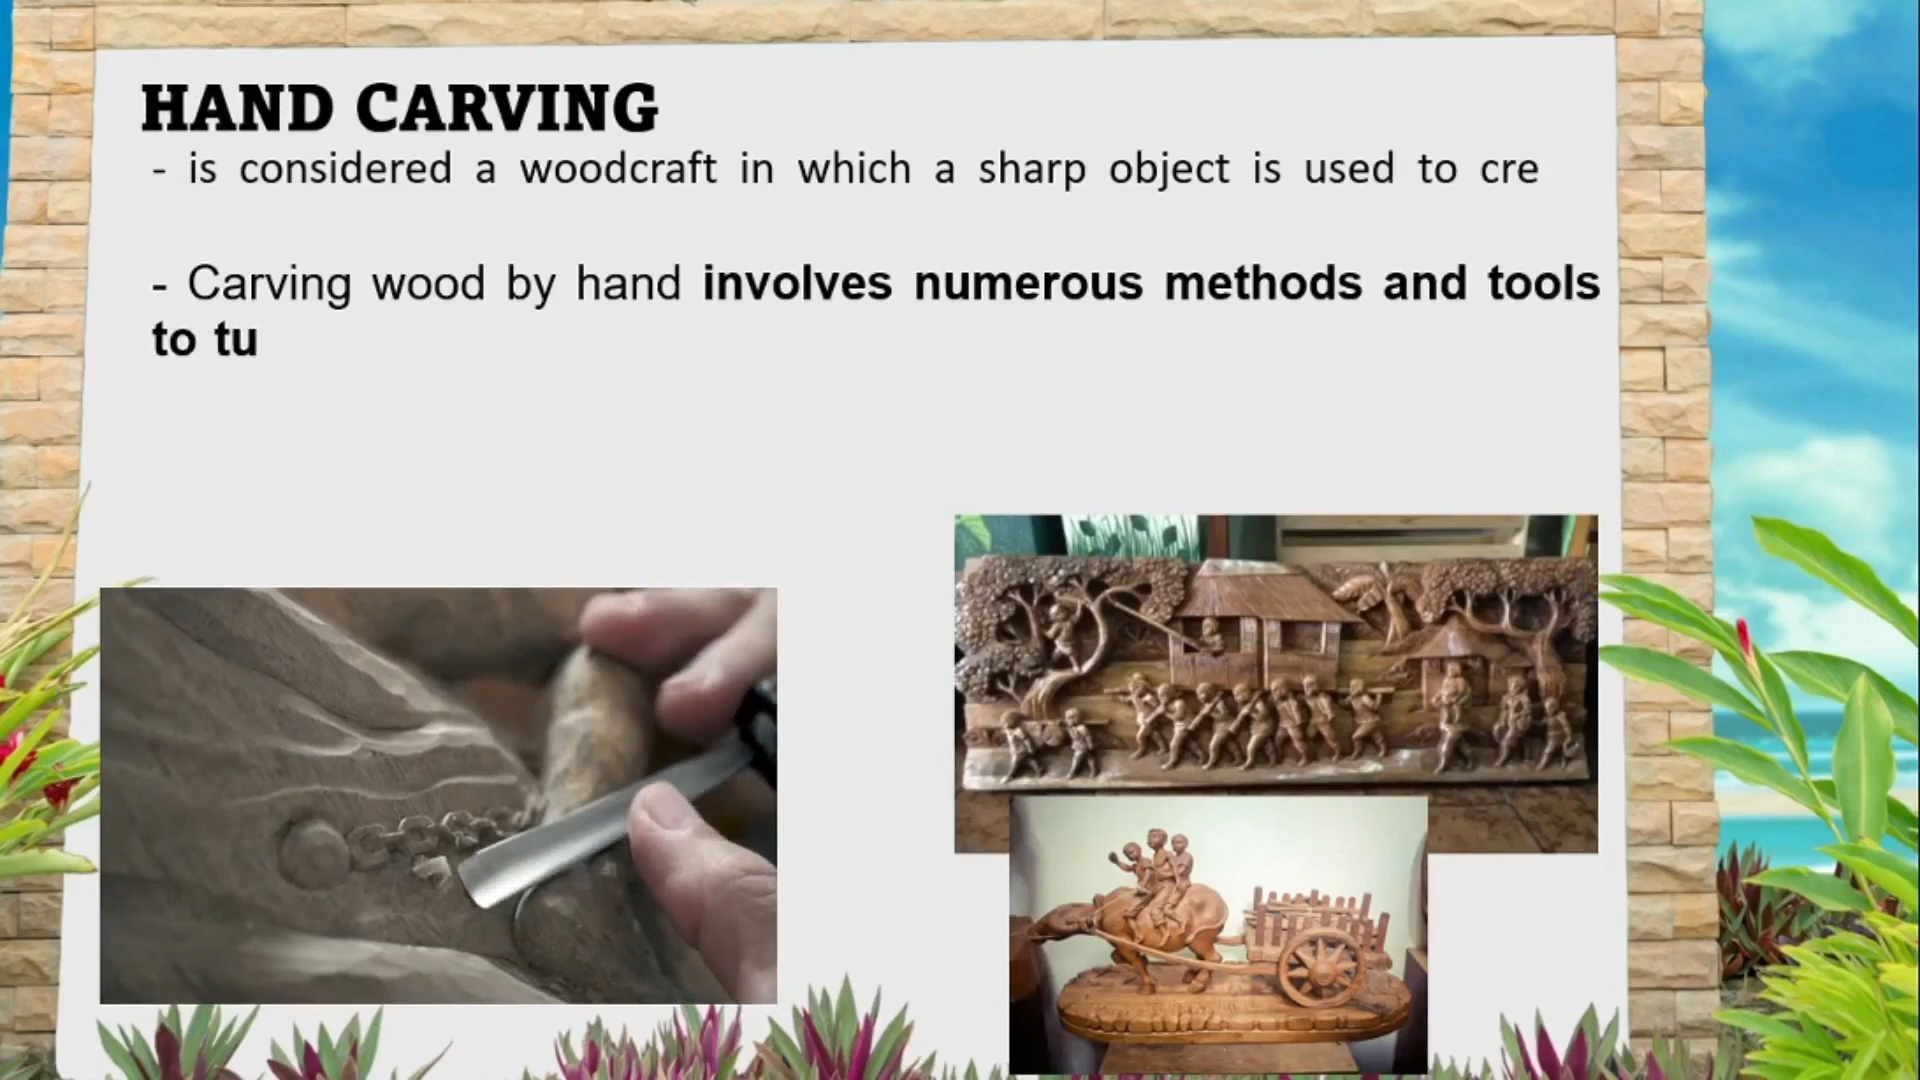 HAND CARVING
- is considered a woodcraft in which a sharp object is used to cre
- Carving wood by hand involves numerous methods and tools
to tu